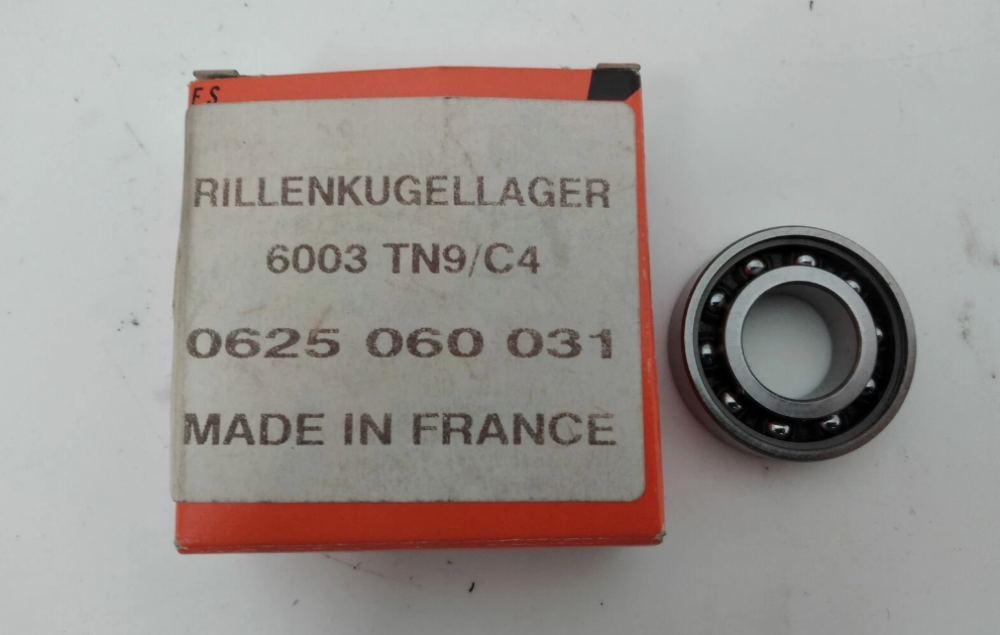 E S
RILLENKUGELLAGER
6003 TN9/C4
0625 060 031
MADE IN FRANCE